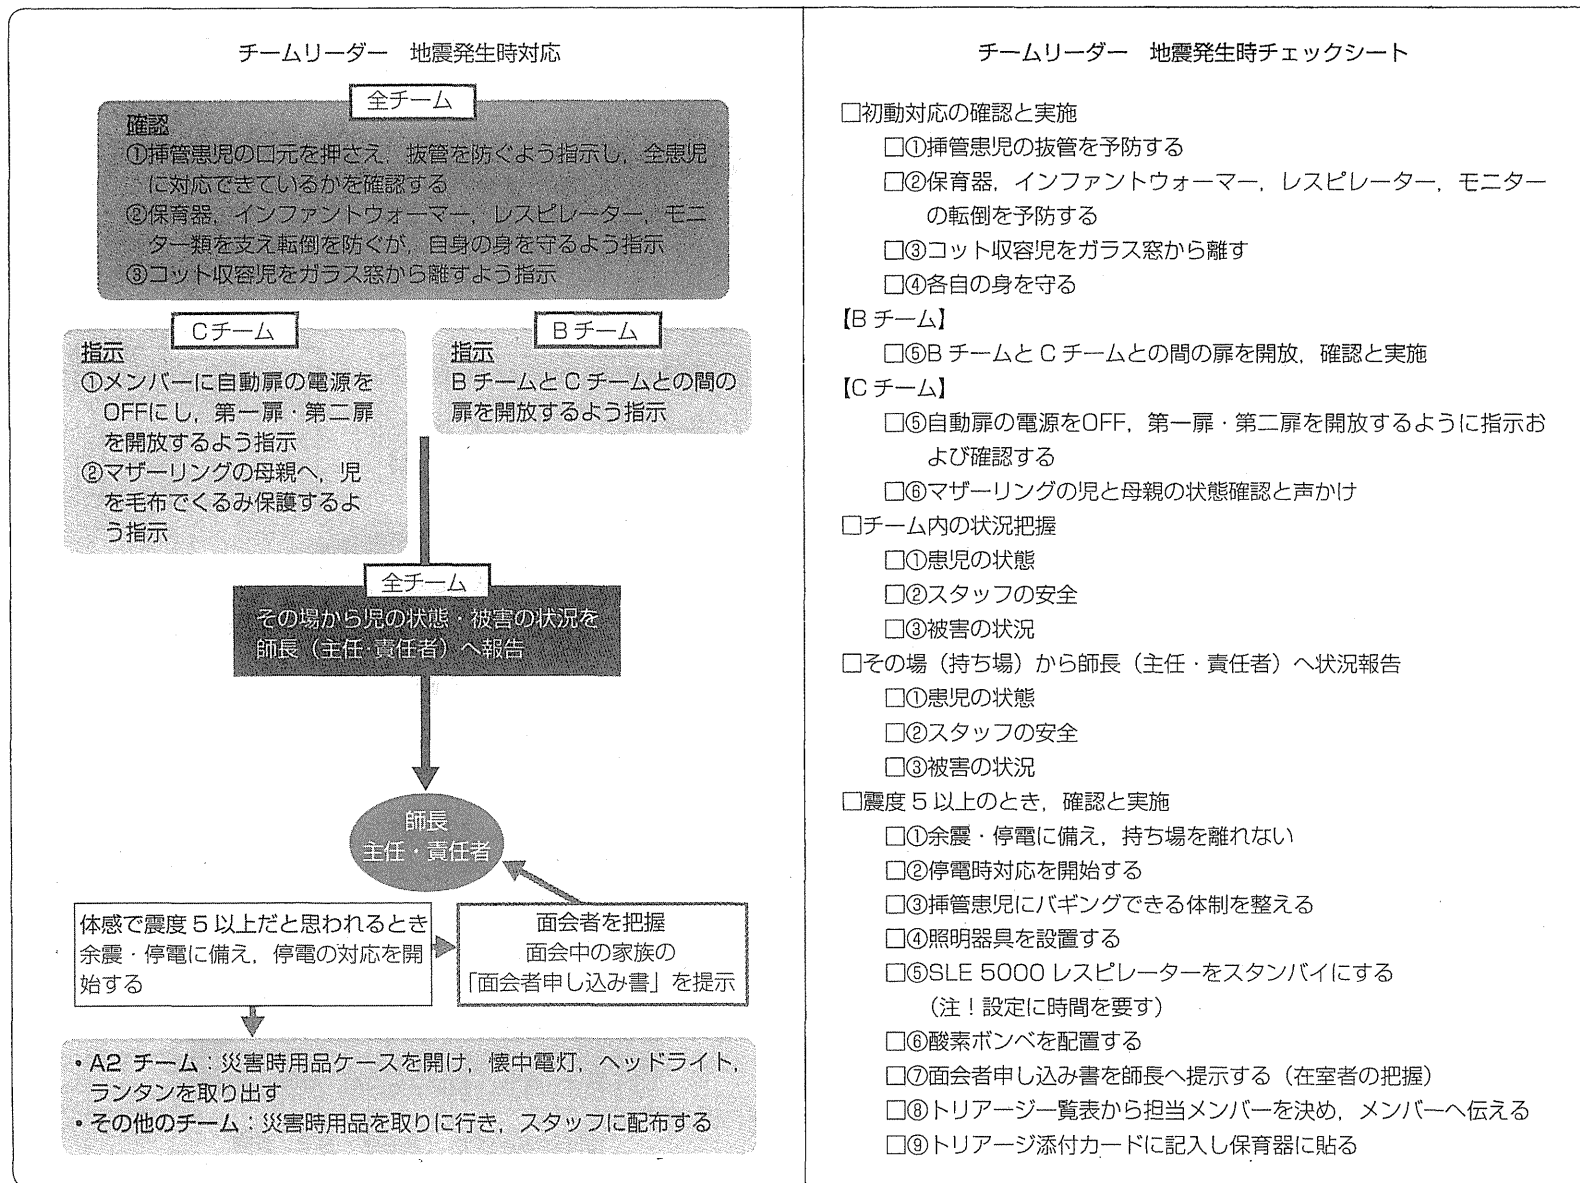 チームリーダー 地震発生時対応
全チーム
確認
①挿管患児の口元を押さえ，抜管を防ぐよう指示し，全患児
に対応できているかを確認する
②保育器，インファントウォーマー，レスピレーター，モニ
ター類を支え転倒を防ぐが，自身の身を守るよう指示
③コット収容児をガラス窓から離すよう指示
Cチーム
指示
①メンバーに自動扉の電源を
OFFにし，第一扉・第二扉
を開放するよう指示
②マザーリングの母親へ，児
を毛布でくるみ保護するよ
う指示
Bチーム
指示
BチームとCチームとの間の
扉を開放するよう指示
全チーム
その場から児の状態・被害の状況を
師長（主任・責任者）へ報告
師長
主任・責任者
体感で震度5以上だと思われるとき
余震・停電に備え，停電の対応を開
始する
面会者を把握
面会中の家族の
「面会者申し込み書」を提示
・A2 チーム：災害時用品ケースを開け，懐中電灯，ヘッドライト，
ランタンを取り出す
・その他のチーム：災害時用品を取りに行き，スタッフに配布する
チームリーダー 地震発生時チェックシート
□初動対応の確認と実施
□①挿管患児の抜管を予防する
□②保育器，インファントウォーマー，レスピレーター，モニター
の転倒を予防する
□③コット収容児をガラス窓から離す
□④各自の身を守る
【Bチーム】
□⑤BチームとCチームとの間の扉を開放，確認と実施
【Cチーム】
□⑤自動扉の電源をOFF，第一扉・第二扉を開放するように指示お
よび確認する
□⑥マザーリングの児と母親の状態確認と声かけ
□チーム内の状況把握
□①患児の状態
□②スタッフの安全
□③被害の状況
□その場（持ち場）から師長（主任・責任者）へ状況報告
□①患児の状態
□②スタッフの安全
□③被害の状況
□震度5以上のとき，確認と実施
□①余震・停電に備え，持ち場を離れない
□②停電時対応を開始する
□③挿管患児にバギングできる体制を整える
□④照明器具を設置する
□⑤SLE 5000レスピレーターをスタンバイにする
（注！設定に時間を要す）
□⑥酸素ボンベを配置する
□⑦面会者申し込み書を師長へ提示する（在室者の把握）
□⑧トリアージ一覧表から担当メンバーを決め，メンバーへ伝える
□⑨トリアージ添付カードに記入し保育器に貼る